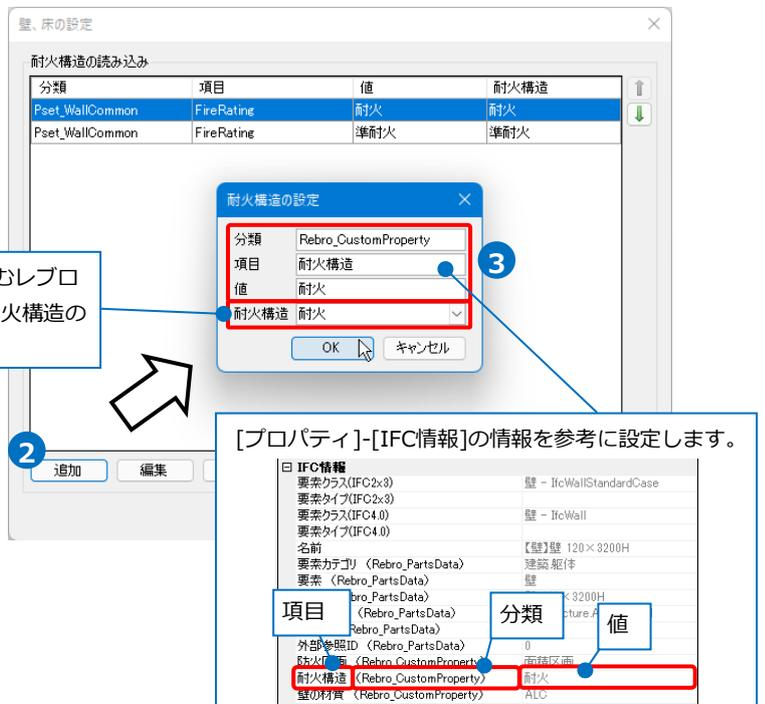 壁、床の設定
耐火構造の読み込み
分類 項目 値 耐火構造
Pset_WallCommon FireRating 耐火 耐火
Pset_WallCommon FireRating 準耐火 準耐火
耐火構造の設定
分類 Rebro_CustomProperty
項目 耐火構造
値 耐火
耐火構造 耐火
OK キャンセル
3
むレブロ
火構造の
2
追加 編集
[プロパティ]-[IFC情報]の情報を参考に設定します。
IFC情報
要素クラス(IFC2x3) 壁 - IfcWallStandardCase
要素タイプ(IFC2x3)
要素クラス(IFC4.0) 壁 - IfcWall
要素タイプ(IFC4.0)
名前 【壁】壁 120×3200H
要素カテゴリ (Rebro_PartsData) 建築躯体
要素 (Rebro_PartsData) 壁
bro_PartsData) ×3200H
項目 (Rebro_PartsData) 分類 cture.A 値
Rebro_PartsData)
外部参照ID (Rebro_PartsData) 0
防火区画 (Rebro_CustomProperty) 面積区画
耐火構造 (Rebro_CustomProperty) 耐火
壁の材質 (Rebro_CustomProperty) ALC